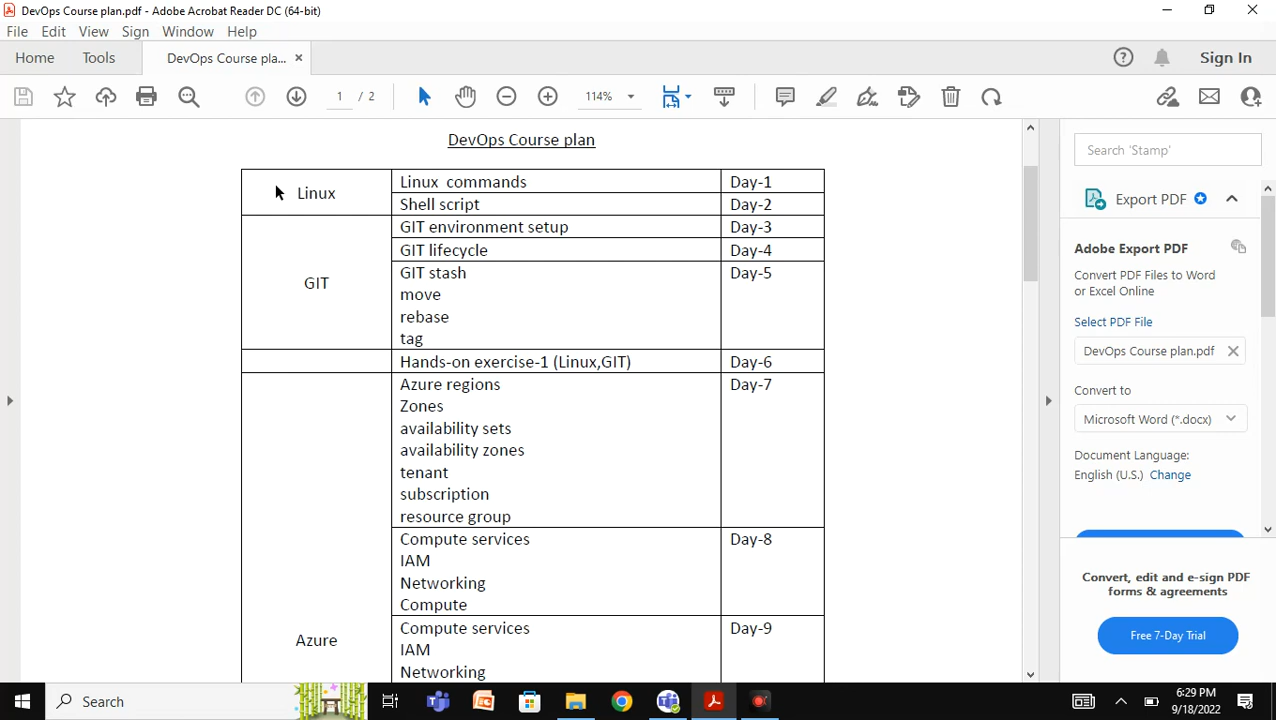 DevOps Course plan.pdf - Adobe Acrobat Reader DC (64-bit)
File Edit View Sign Window Help
Home Tools DevOps Course pla... ×
Sign In
1 / 2 114%
DevOps Course plan
Linux
Linux commands Day-1
Shell script Day-2
GIT
GIT environment setup Day-3
GIT lifecycle Day-4
GIT stash Day-5
move
rebase
tag
Hands-on exercise-1 (Linux,GIT) Day-6
Azure
Azure regions Day-7
Zones
availability sets
availability zones
tenant
subscription
resource group
Compute services Day-8
IAM
Networking
Compute
Compute services Day-9
IAM
Networking
Search 'Stamp'
Export PDF
Adobe Export PDF
Convert PDF Files to Word
or Excel Online
Select PDF File
DevOps Course plan.pdf
Convert to
Microsoft Word (*.docx)
Document Language:
English (U.S.) Change
Convert, edit and e-sign PDF
forms & agreements
Free 7-Day Trial
Search
6:29 PM
9/18/2022